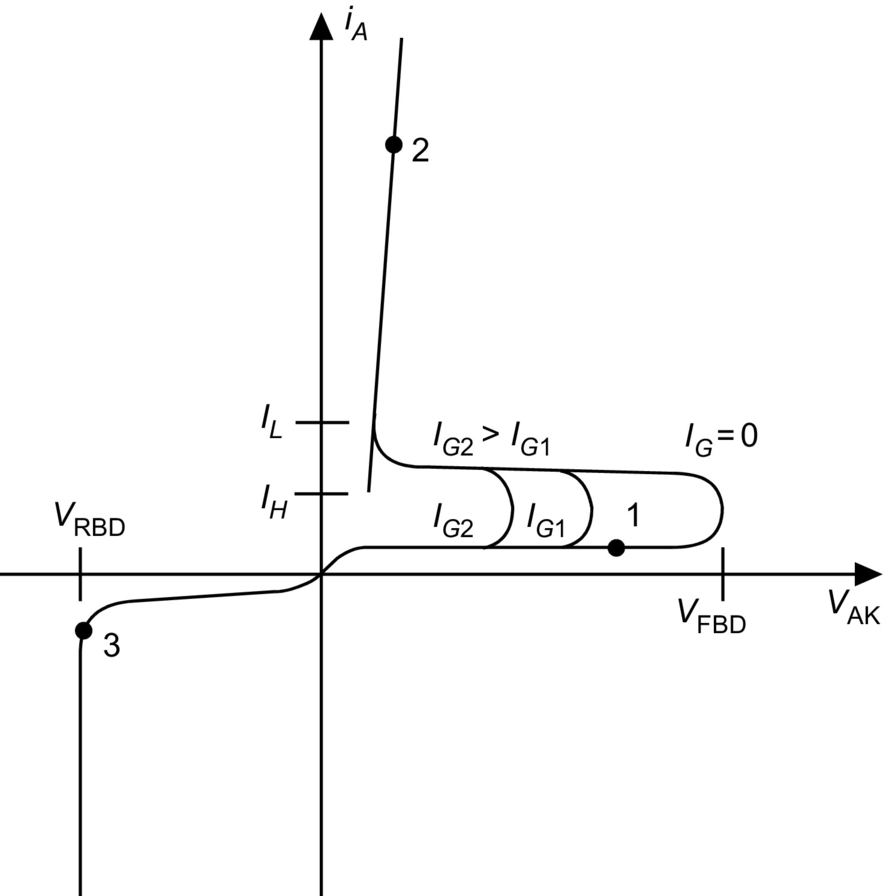 i_A
2
I_L
I_G2 > I_G1
I_G = 0
I_H
V_RBD
I_G2
I_G1
1
V_FBD
V_AK
3